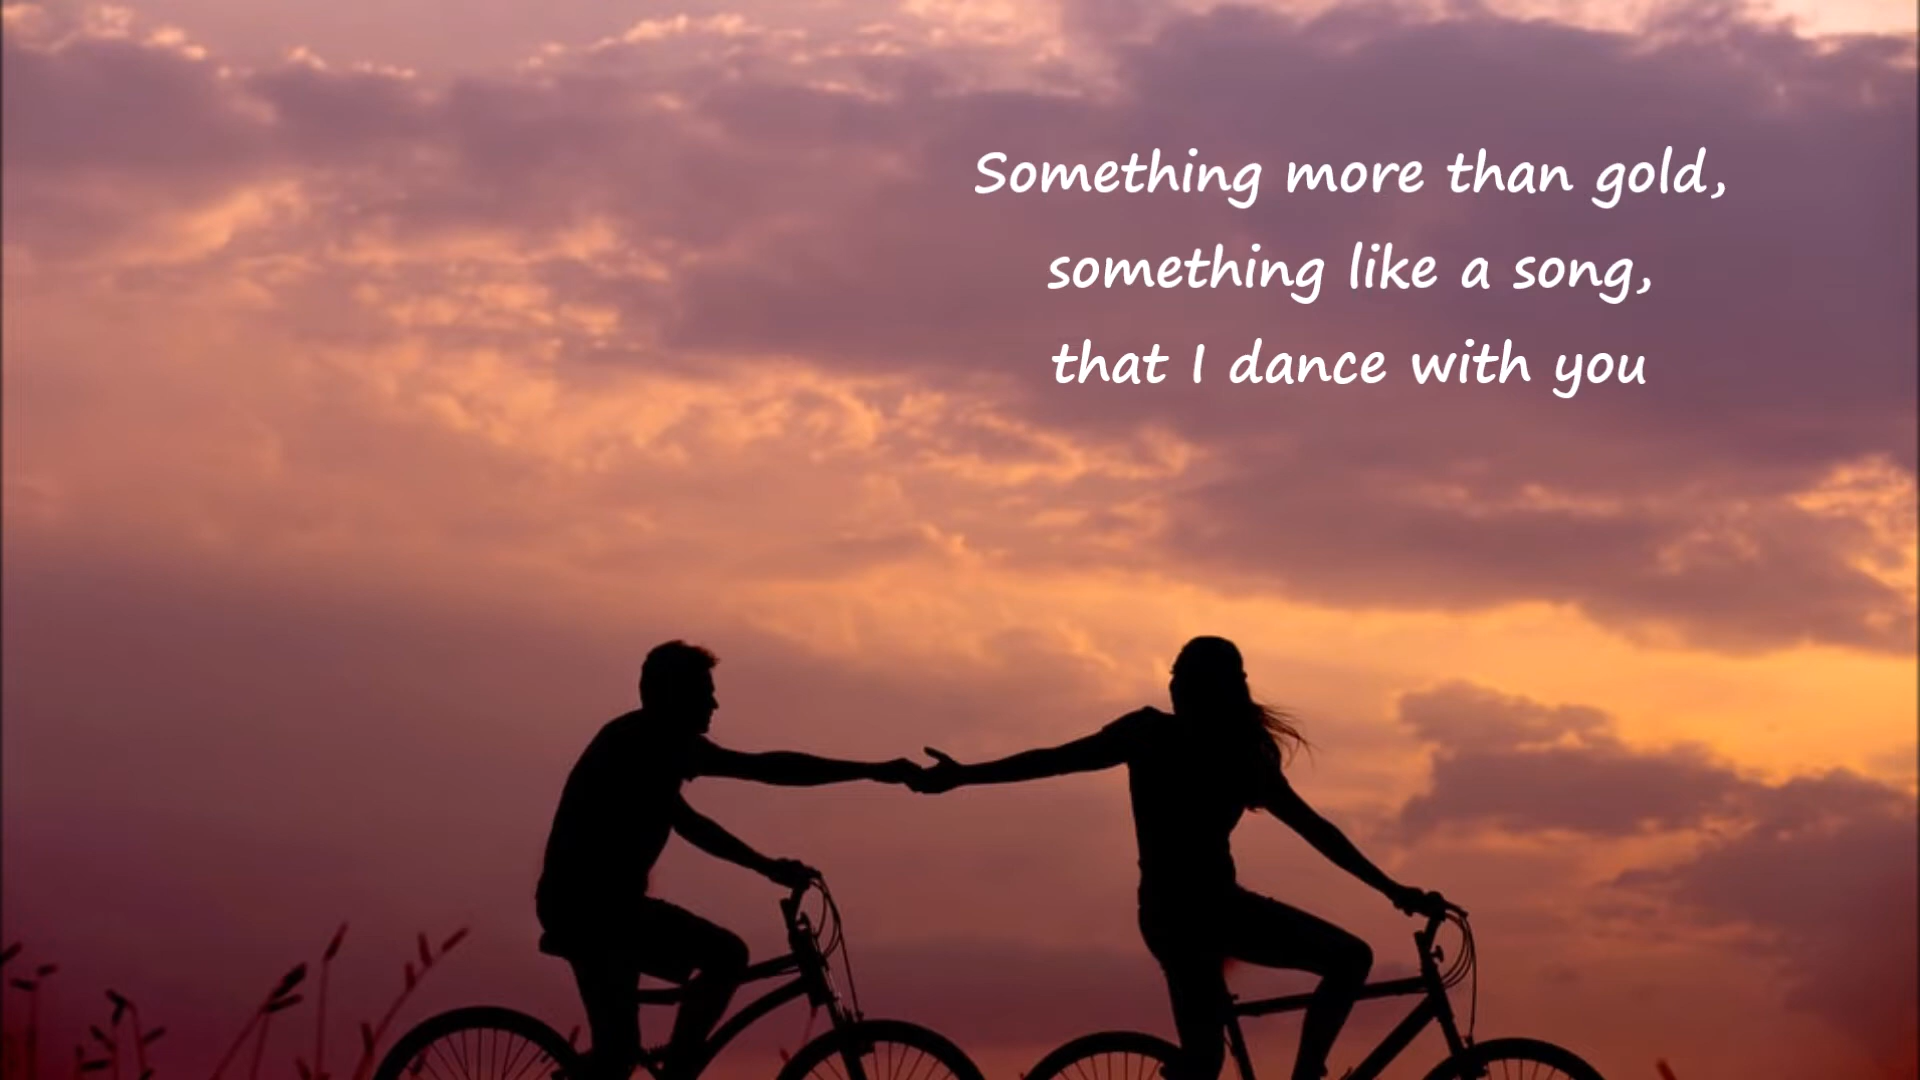 Something more than gold,
something like a song,
that I dance with you